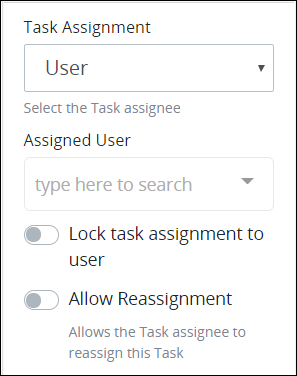 Task Assignment
User
Select the Task assignee
Assigned User
type here to search
Lock task assignment to
user
Allow Reassignment
Allows the Task assignee to
reassign this Task